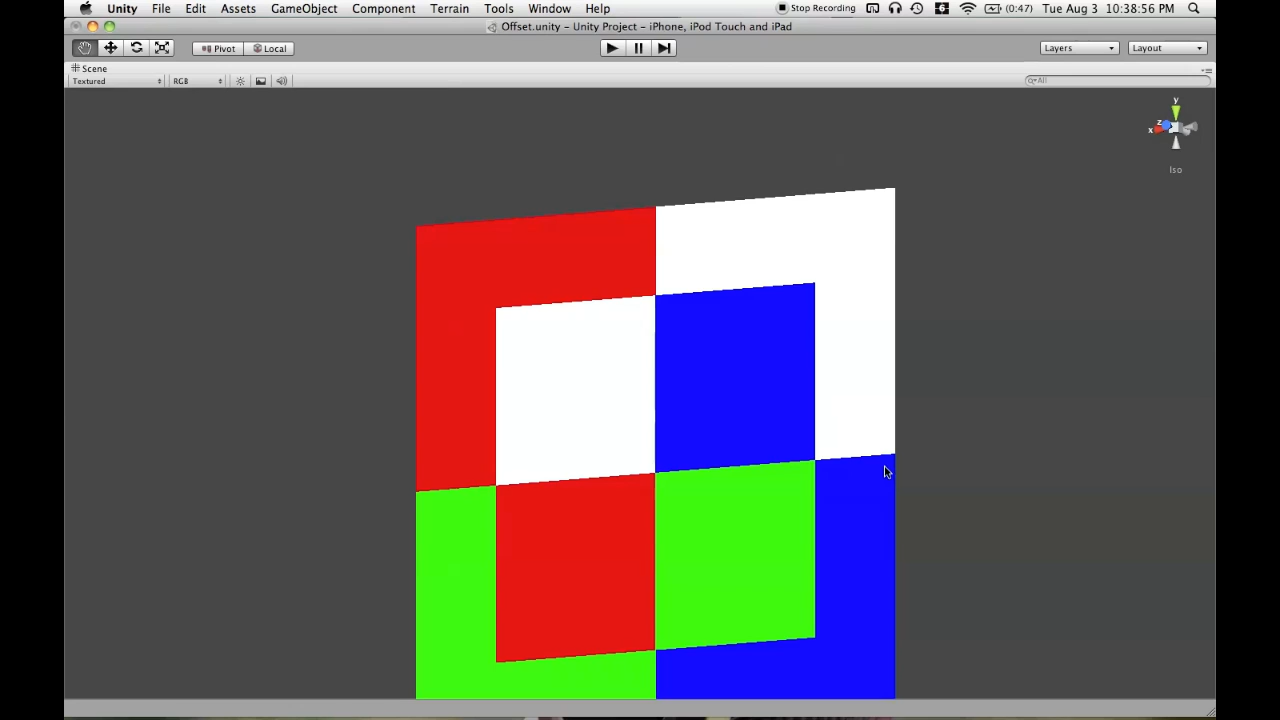 Unity File Edit Assets GameObject Component Terrain Tools Window Help Stop Recording 6 (0:47) Tue Aug 3 10:38:56 PM
Offset.unity - Unity Project - iPhone, iPod Touch and iPad
Pivot Local Layers Layout
Scene
Textured RGB All
y
x z
Iso